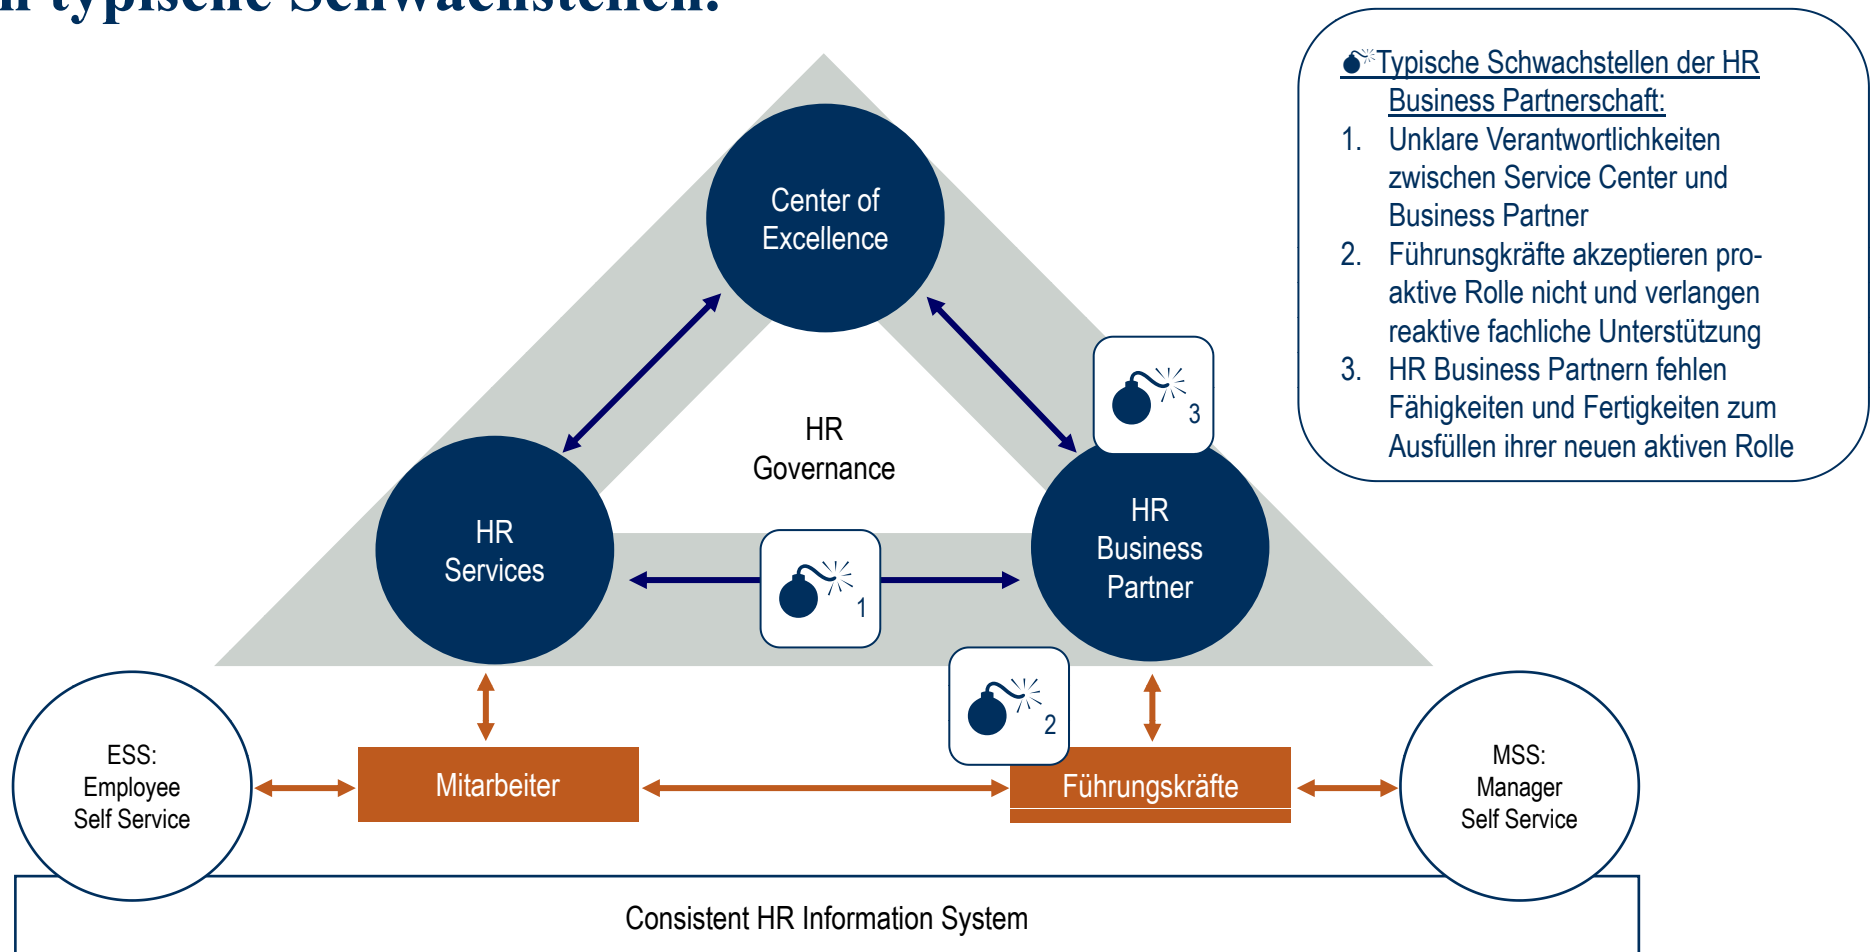 typische Schwachstellen:
Typische Schwachstellen der HR
Business Partnerschaft:
1. Unklare Verantwortlichkeiten
zwischen Service Center und
Business Partner
2. Führunsgkräfte akzeptieren pro-
aktive Rolle nicht und verlangen
reaktive fachliche Unterstützung
3. HR Business Partnern fehlen
Fähigkeiten und Fertigkeiten zum
Ausfüllen ihrer neuen aktiven Rolle
Center of
Excellence
3
HR
Governance
HR
Services
1
HR
Business
Partner
2
ESS:
Employee
Self Service
Mitarbeiter
Führungskräfte
MSS:
Manager
Self Service
Consistent HR Information System